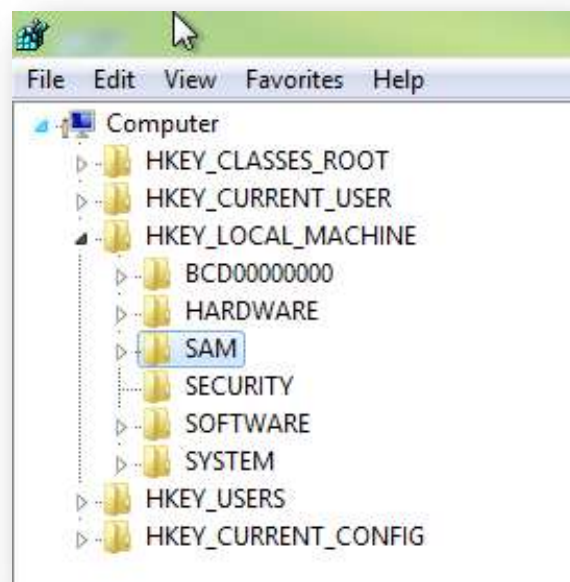 File Edit View Favorites Help
Computer
HKEY_CLASSES_ROOT
HKEY_CURRENT_USER
HKEY_LOCAL_MACHINE
BCD00000000
HARDWARE
SAM
SECURITY
SOFTWARE
SYSTEM
HKEY_USERS
HKEY_CURRENT_CONFIG